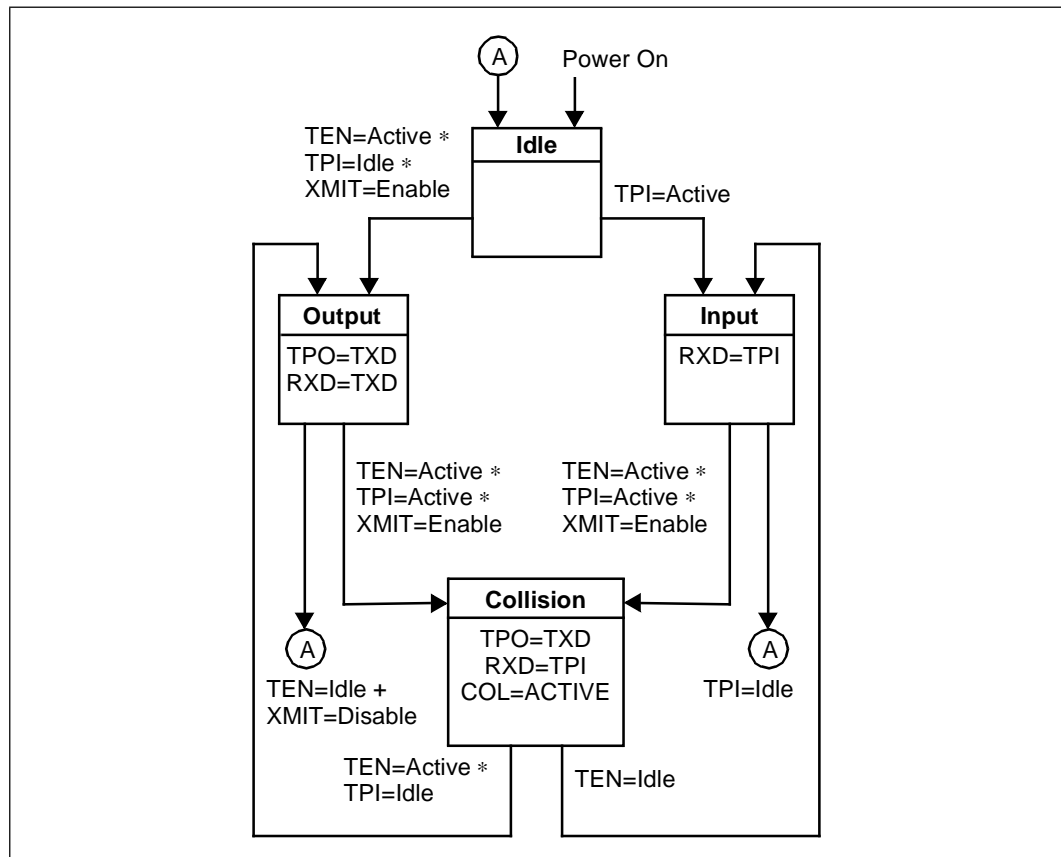 A
Power On
Idle
TEN=Active *
TPI=Idle *
XMIT=Enable
TPI=Active
Output
TPO=TXD
RXD=TXD
Input
RXD=TPI
TEN=Active *
TPI=Active *
XMIT=Enable
TEN=Active *
TPI=Active *
XMIT=Enable
Collision
TPO=TXD
RXD=TPI
COL=ACTIVE
A
TEN=Idle +
XMIT=Disable
A
TPI=Idle
TEN=Active *
TPI=Idle
TEN=Idle